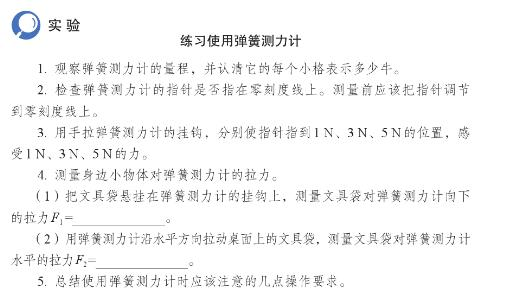 实验
练习使用弹簧测力计
1. 观察弹簧测力计的量程，并认清它的每个小格表示多少牛。
2. 检查弹簧测力计的指针是否指在零刻度线上。测量前应该把指针调节
到零刻度线上。
3. 用手拉弹簧测力计的挂钩，分别使指针指到1 N、3 N、5 N的位置，感
受1 N、3 N、5 N的力。
4. 测量身边小物体对弹簧测力计的拉力。
（1）把文具袋悬挂在弹簧测力计的挂钩上，测量文具袋对弹簧测力计向下
的拉力F₁=____________。
（2）用弹簧测力计沿水平方向拉动桌面上的文具袋，测量文具袋对弹簧测力计
水平的拉力F₂=____________。
5. 总结使用弹簧测力计时应该注意的几点操作要求。